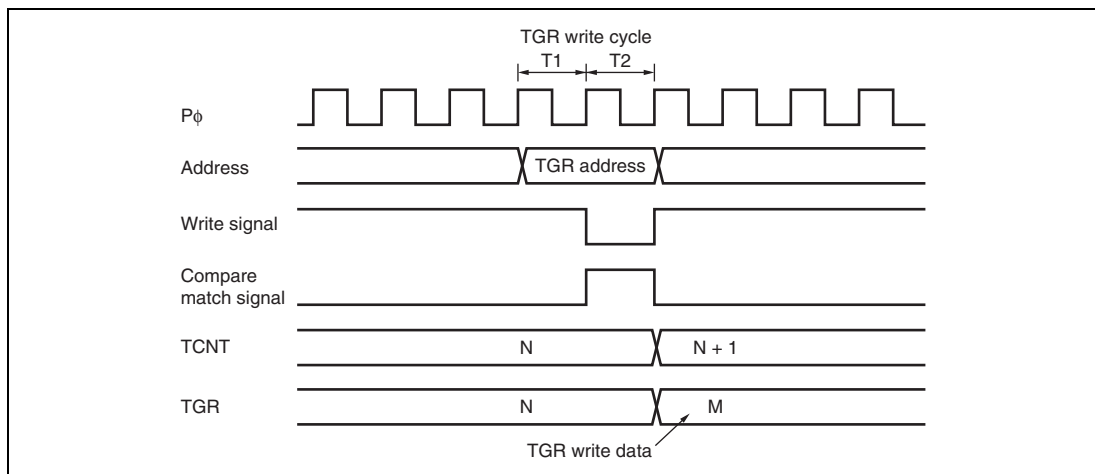 TGR write cycle
T1 T2
Pϕ
Address TGR address
Write signal
Compare
match signal
TCNT N N + 1
TGR N M
TGR write data